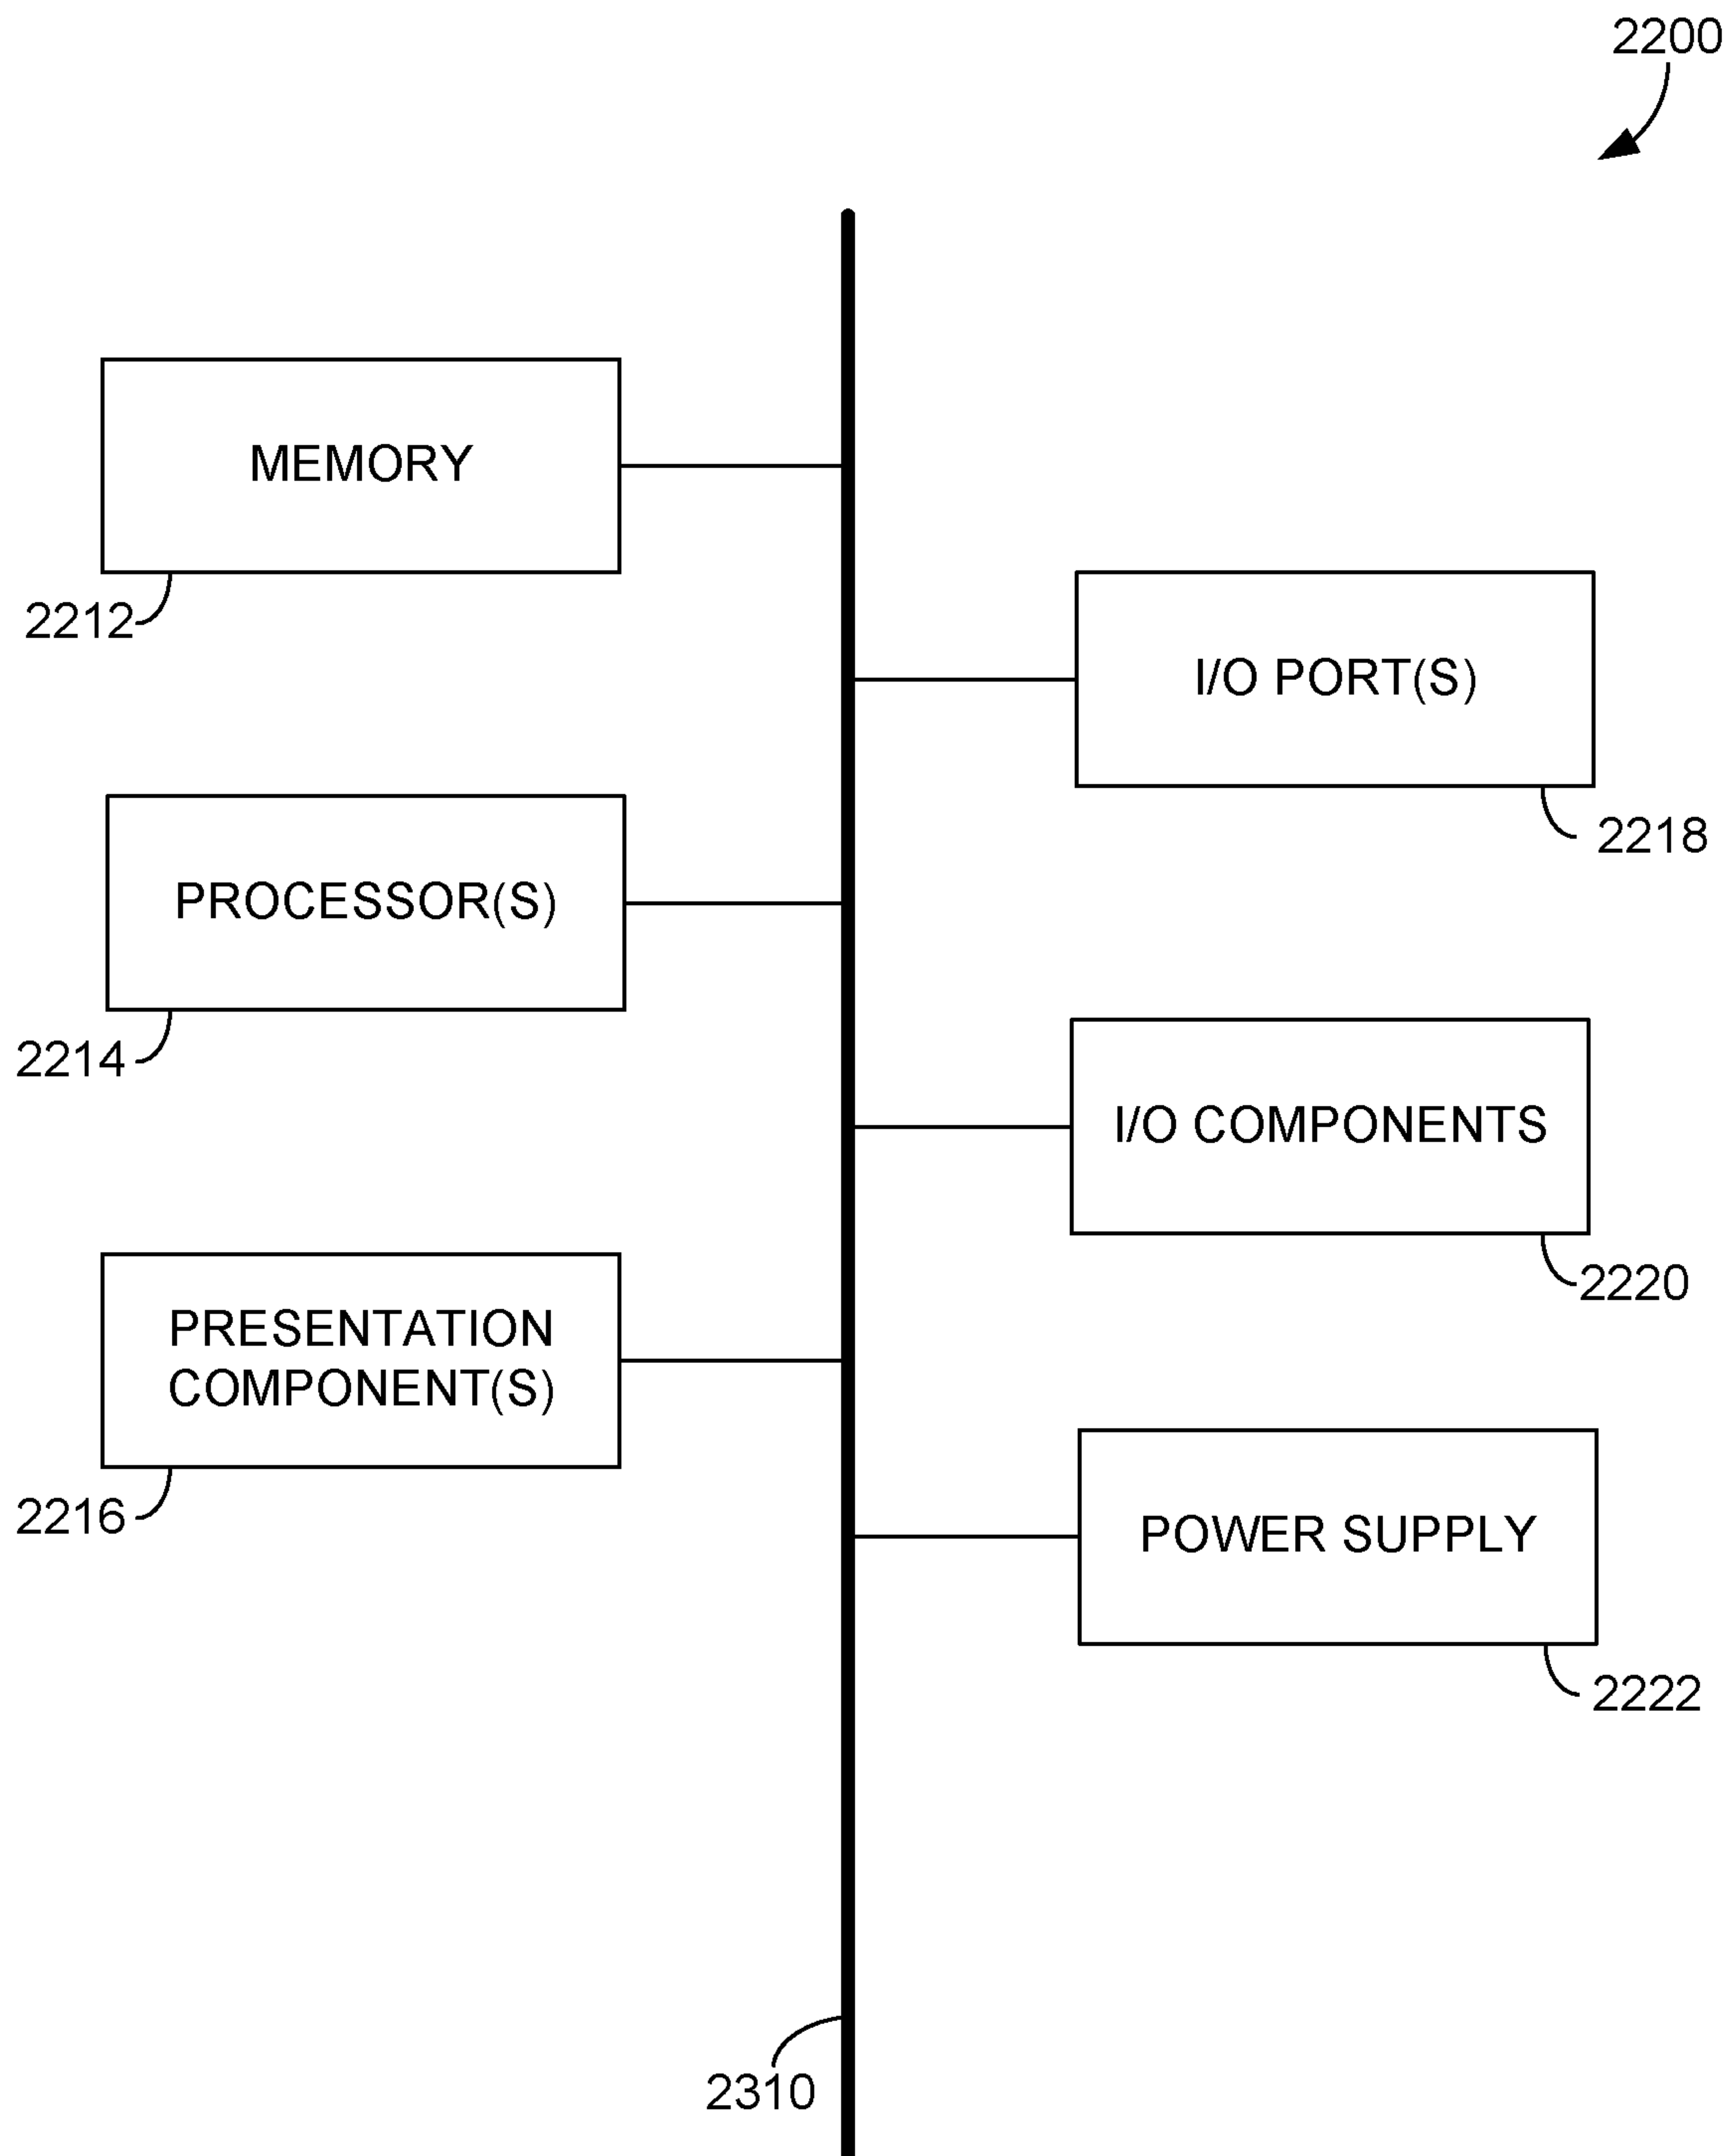 2200
MEMORY
2212
I/O PORT(S)
2218
PROCESSOR(S)
2214
I/O COMPONENTS
2220
PRESENTATION
COMPONENT(S)
2216
POWER SUPPLY
2222
2310